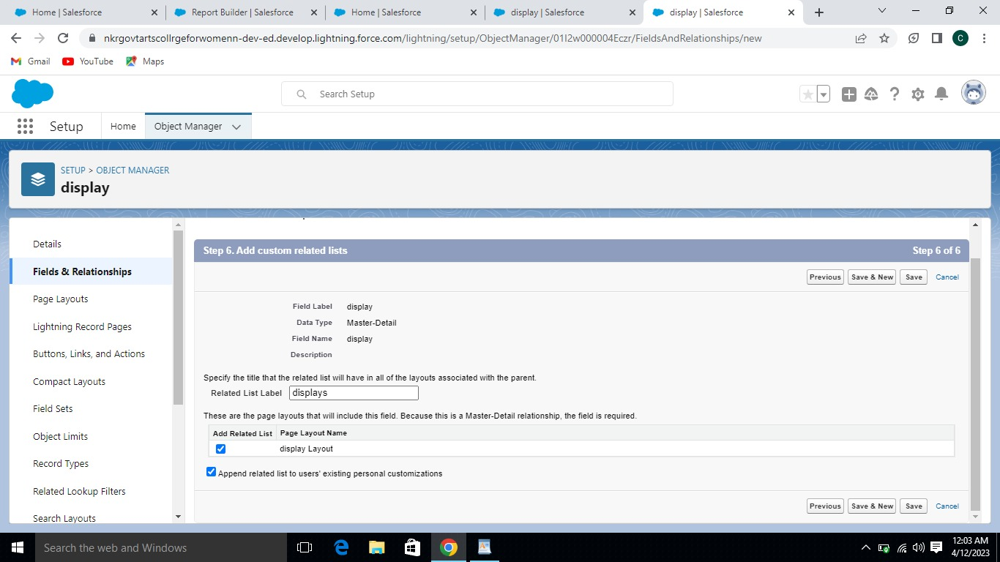 Home | Salesforce
Report Builder | Salesforce
Home | Salesforce
display | Salesforce
display | Salesforce
nkrgovtartscollrgeforwomenn-dev-ed.develop.lightning.force.com/lightning/setup/ObjectManager/01I2w000004Eczr/FieldsAndRelationships/new
C
Gmail
YouTube
Maps
Search Setup
Setup
Home
Object Manager
SETUP > OBJECT MANAGER
display
Details
Fields & Relationships
Page Layouts
Lightning Record Pages
Buttons, Links, and Actions
Compact Layouts
Field Sets
Object Limits
Record Types
Related Lookup Filters
Search Layouts
Step 6. Add custom related lists Step 6 of 6
Previous Save & New Save Cancel
Field Label display
Data Type Master-Detail
Field Name display
Description
Specify the title that the related list will have in all of the layouts associated with the parent.
Related List Label displays
These are the page layouts that will include this field. Because this is a Master-Detail relationship, the field is required.
Add Related List Page Layout Name
display Layout
Append related list to users' existing personal customizations
Previous Save & New Save Cancel
Search the web and Windows
12:03 AM
4/12/2023